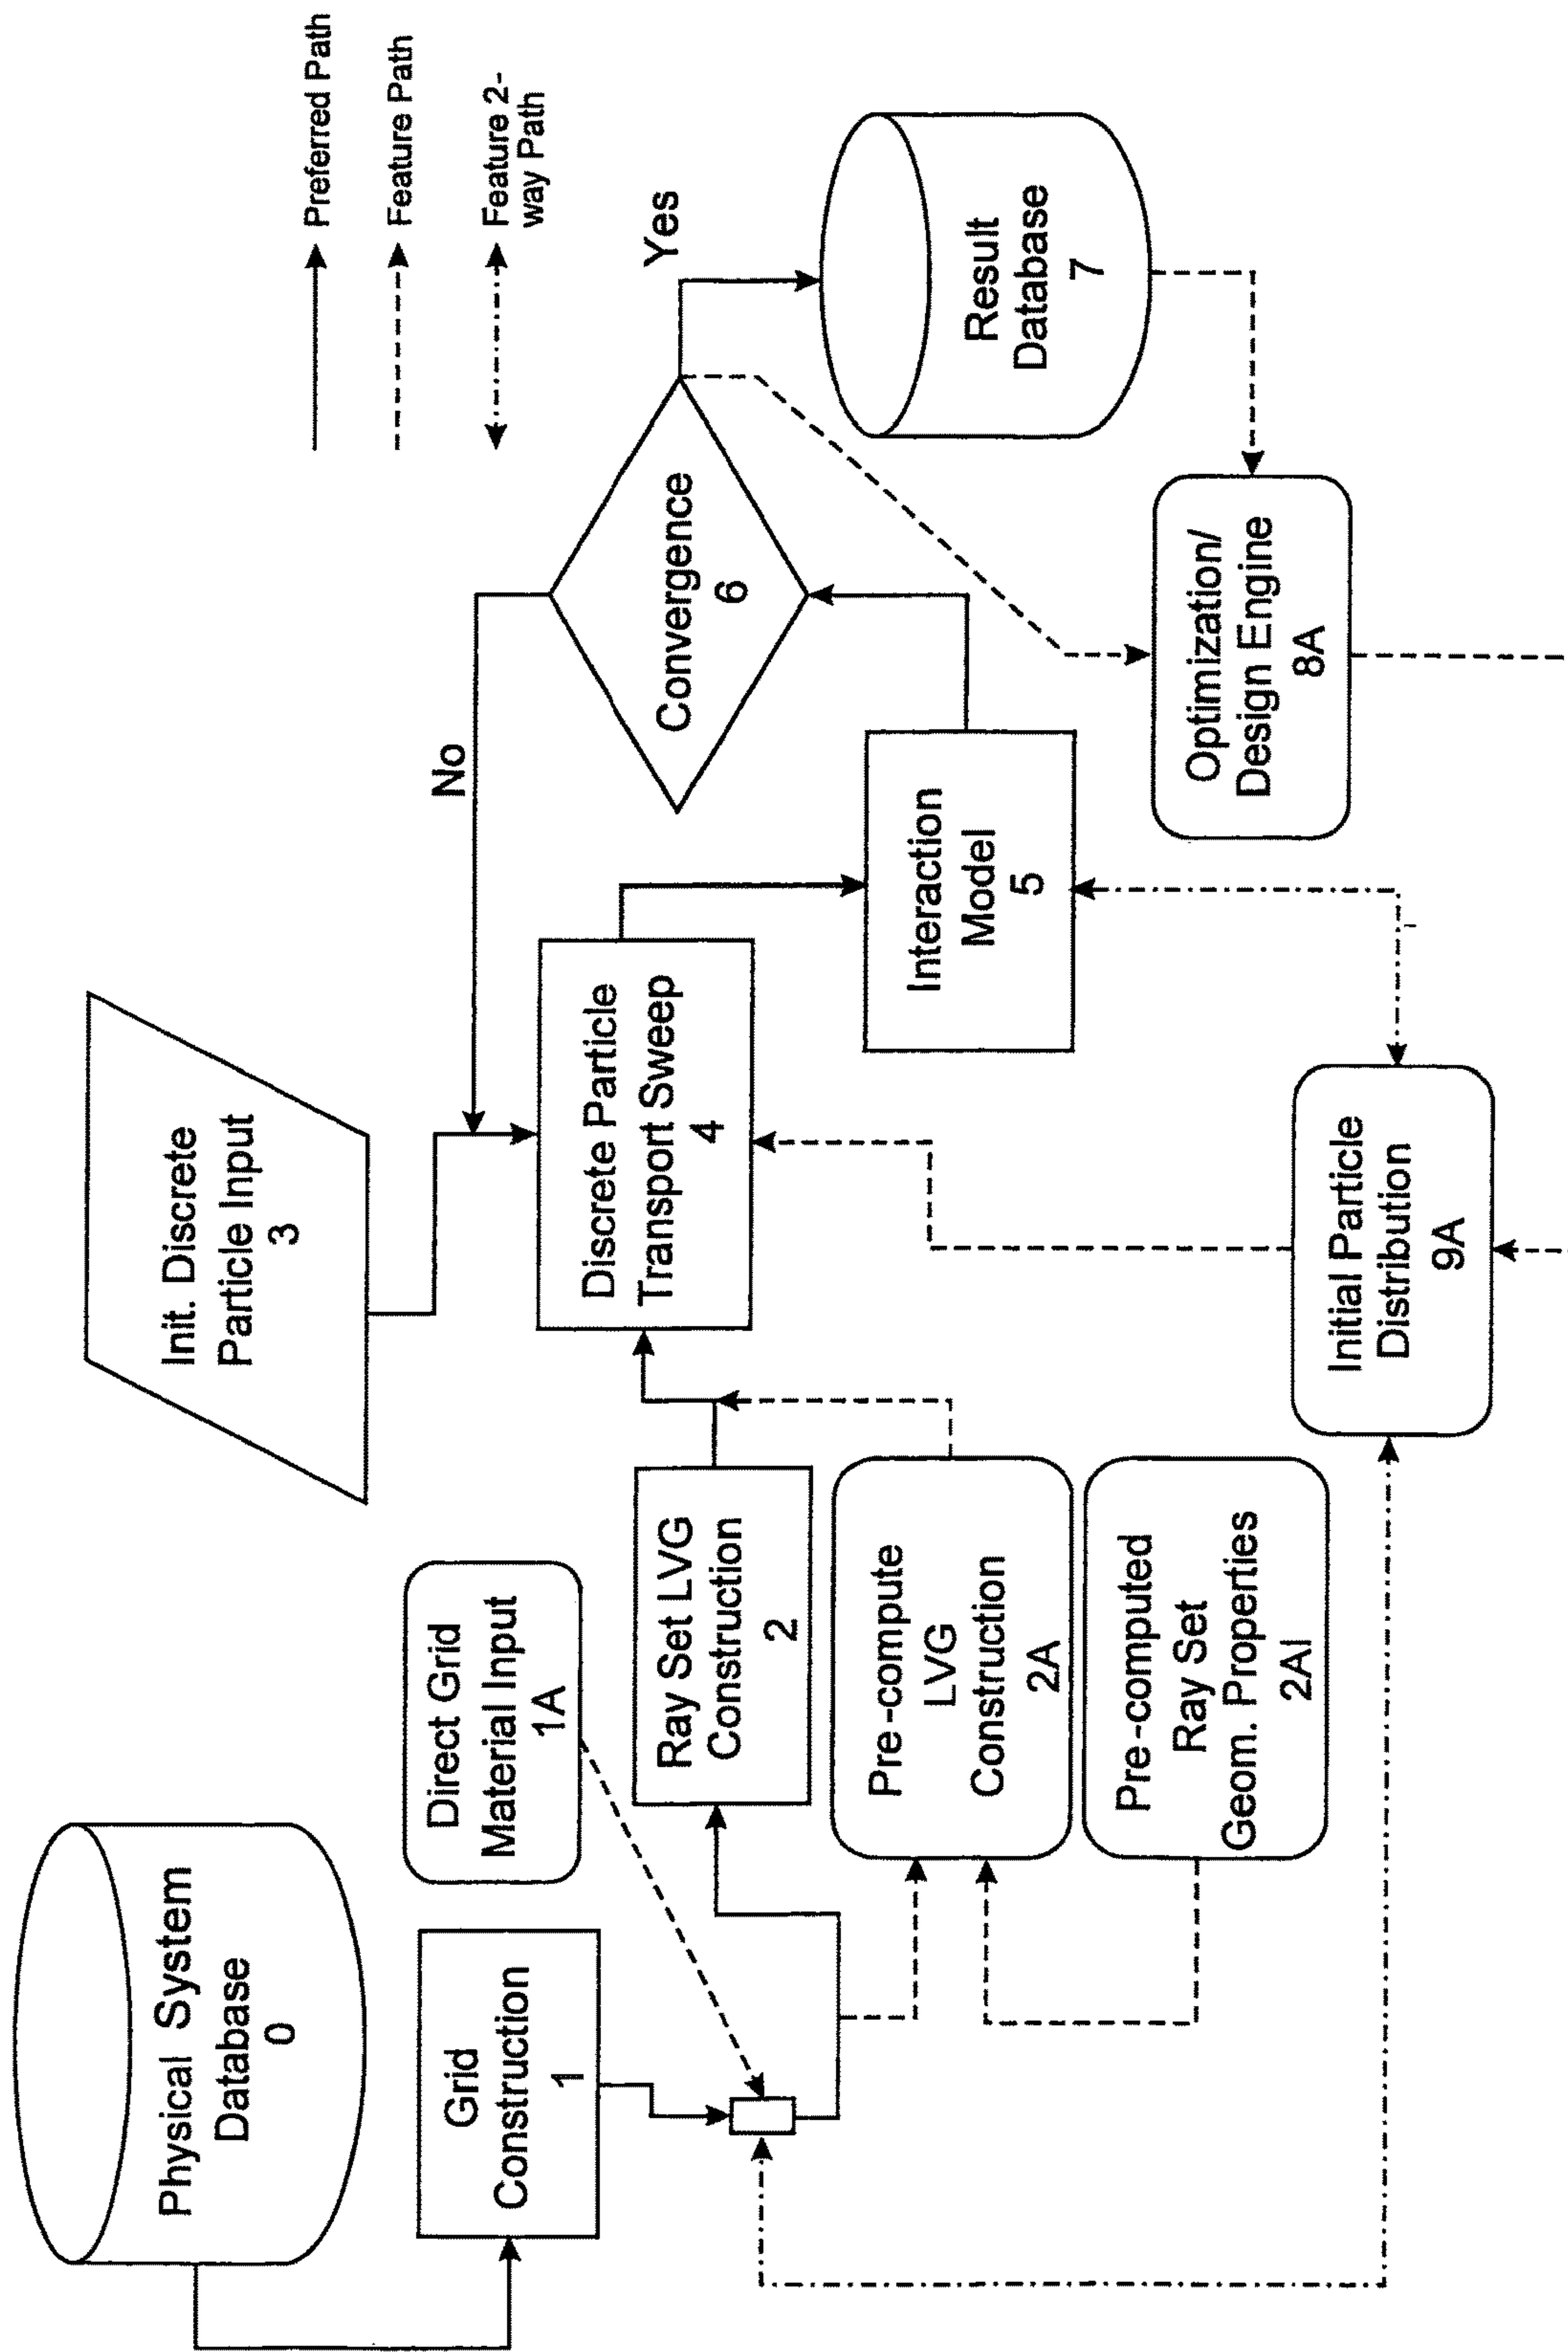 Physical System
Database
0
Init. Discrete
Particle Input
3
Preferred Path
Feature Path
Feature 2-
way Path
Grid
Construction
1
Direct Grid
Material Input
1A
No
Yes
Ray Set LVG
Construction
2
Discrete Particle
Transport Sweep
4
Convergence
6
Result
Database
7
Pre-compute
LVG
Construction
2A
Interaction
Model
5
Pre-computed
Ray Set
Geom. Properties
2AI
Optimization/
Design Engine
8A
Initial Particle
Distribution
9A